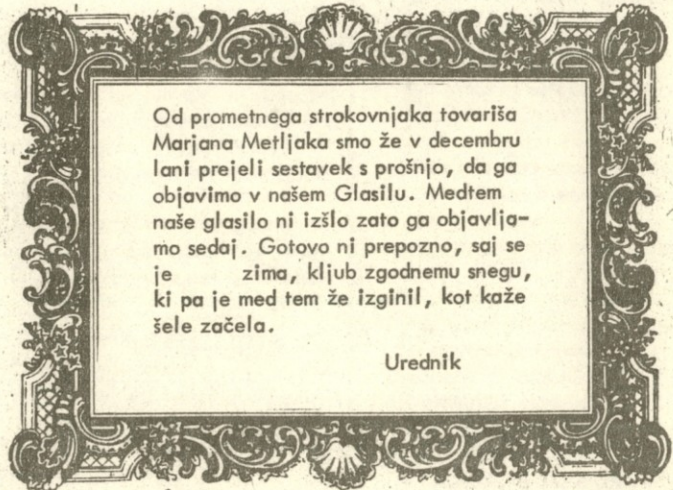 Od prometnega strokovnjaka tovariša
Marjana Metljaka smo že v decembru
lani prejeli sestavek s prošnjo, da ga
objavimo v našem Glasilu. Medtem
naše glasilo ni izšlo zato ga objavlja-
mo sedaj. Gotovo ni prepozno, saj se
je zima, kljub zgodnemu snegu,
ki pa je med tem že izginil, kot kaže
šele začela.
Urednik